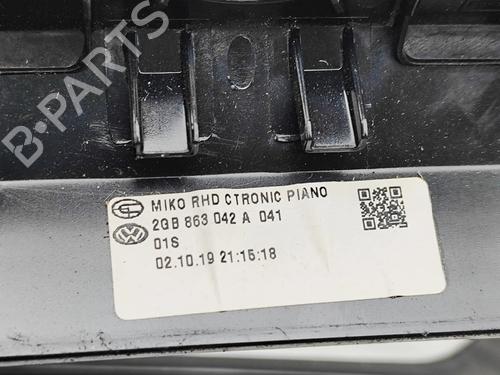 B-PARTS
MIKO RHD CTRONIC PIANO
2GB 863 042 A 041
01S
02.10.19 21:15:18